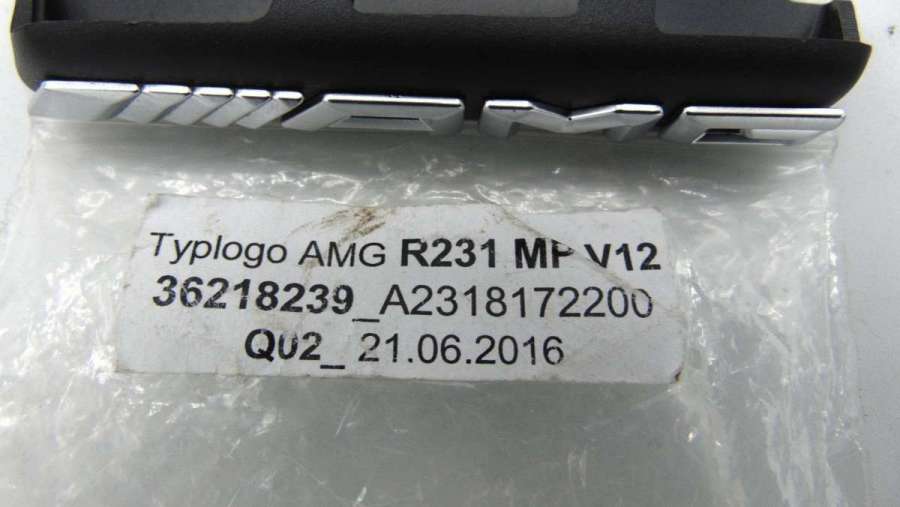 AMG
Typlogo AMG R231 MP V12
36218239_A2318172200
Q02_ 21.06.2016